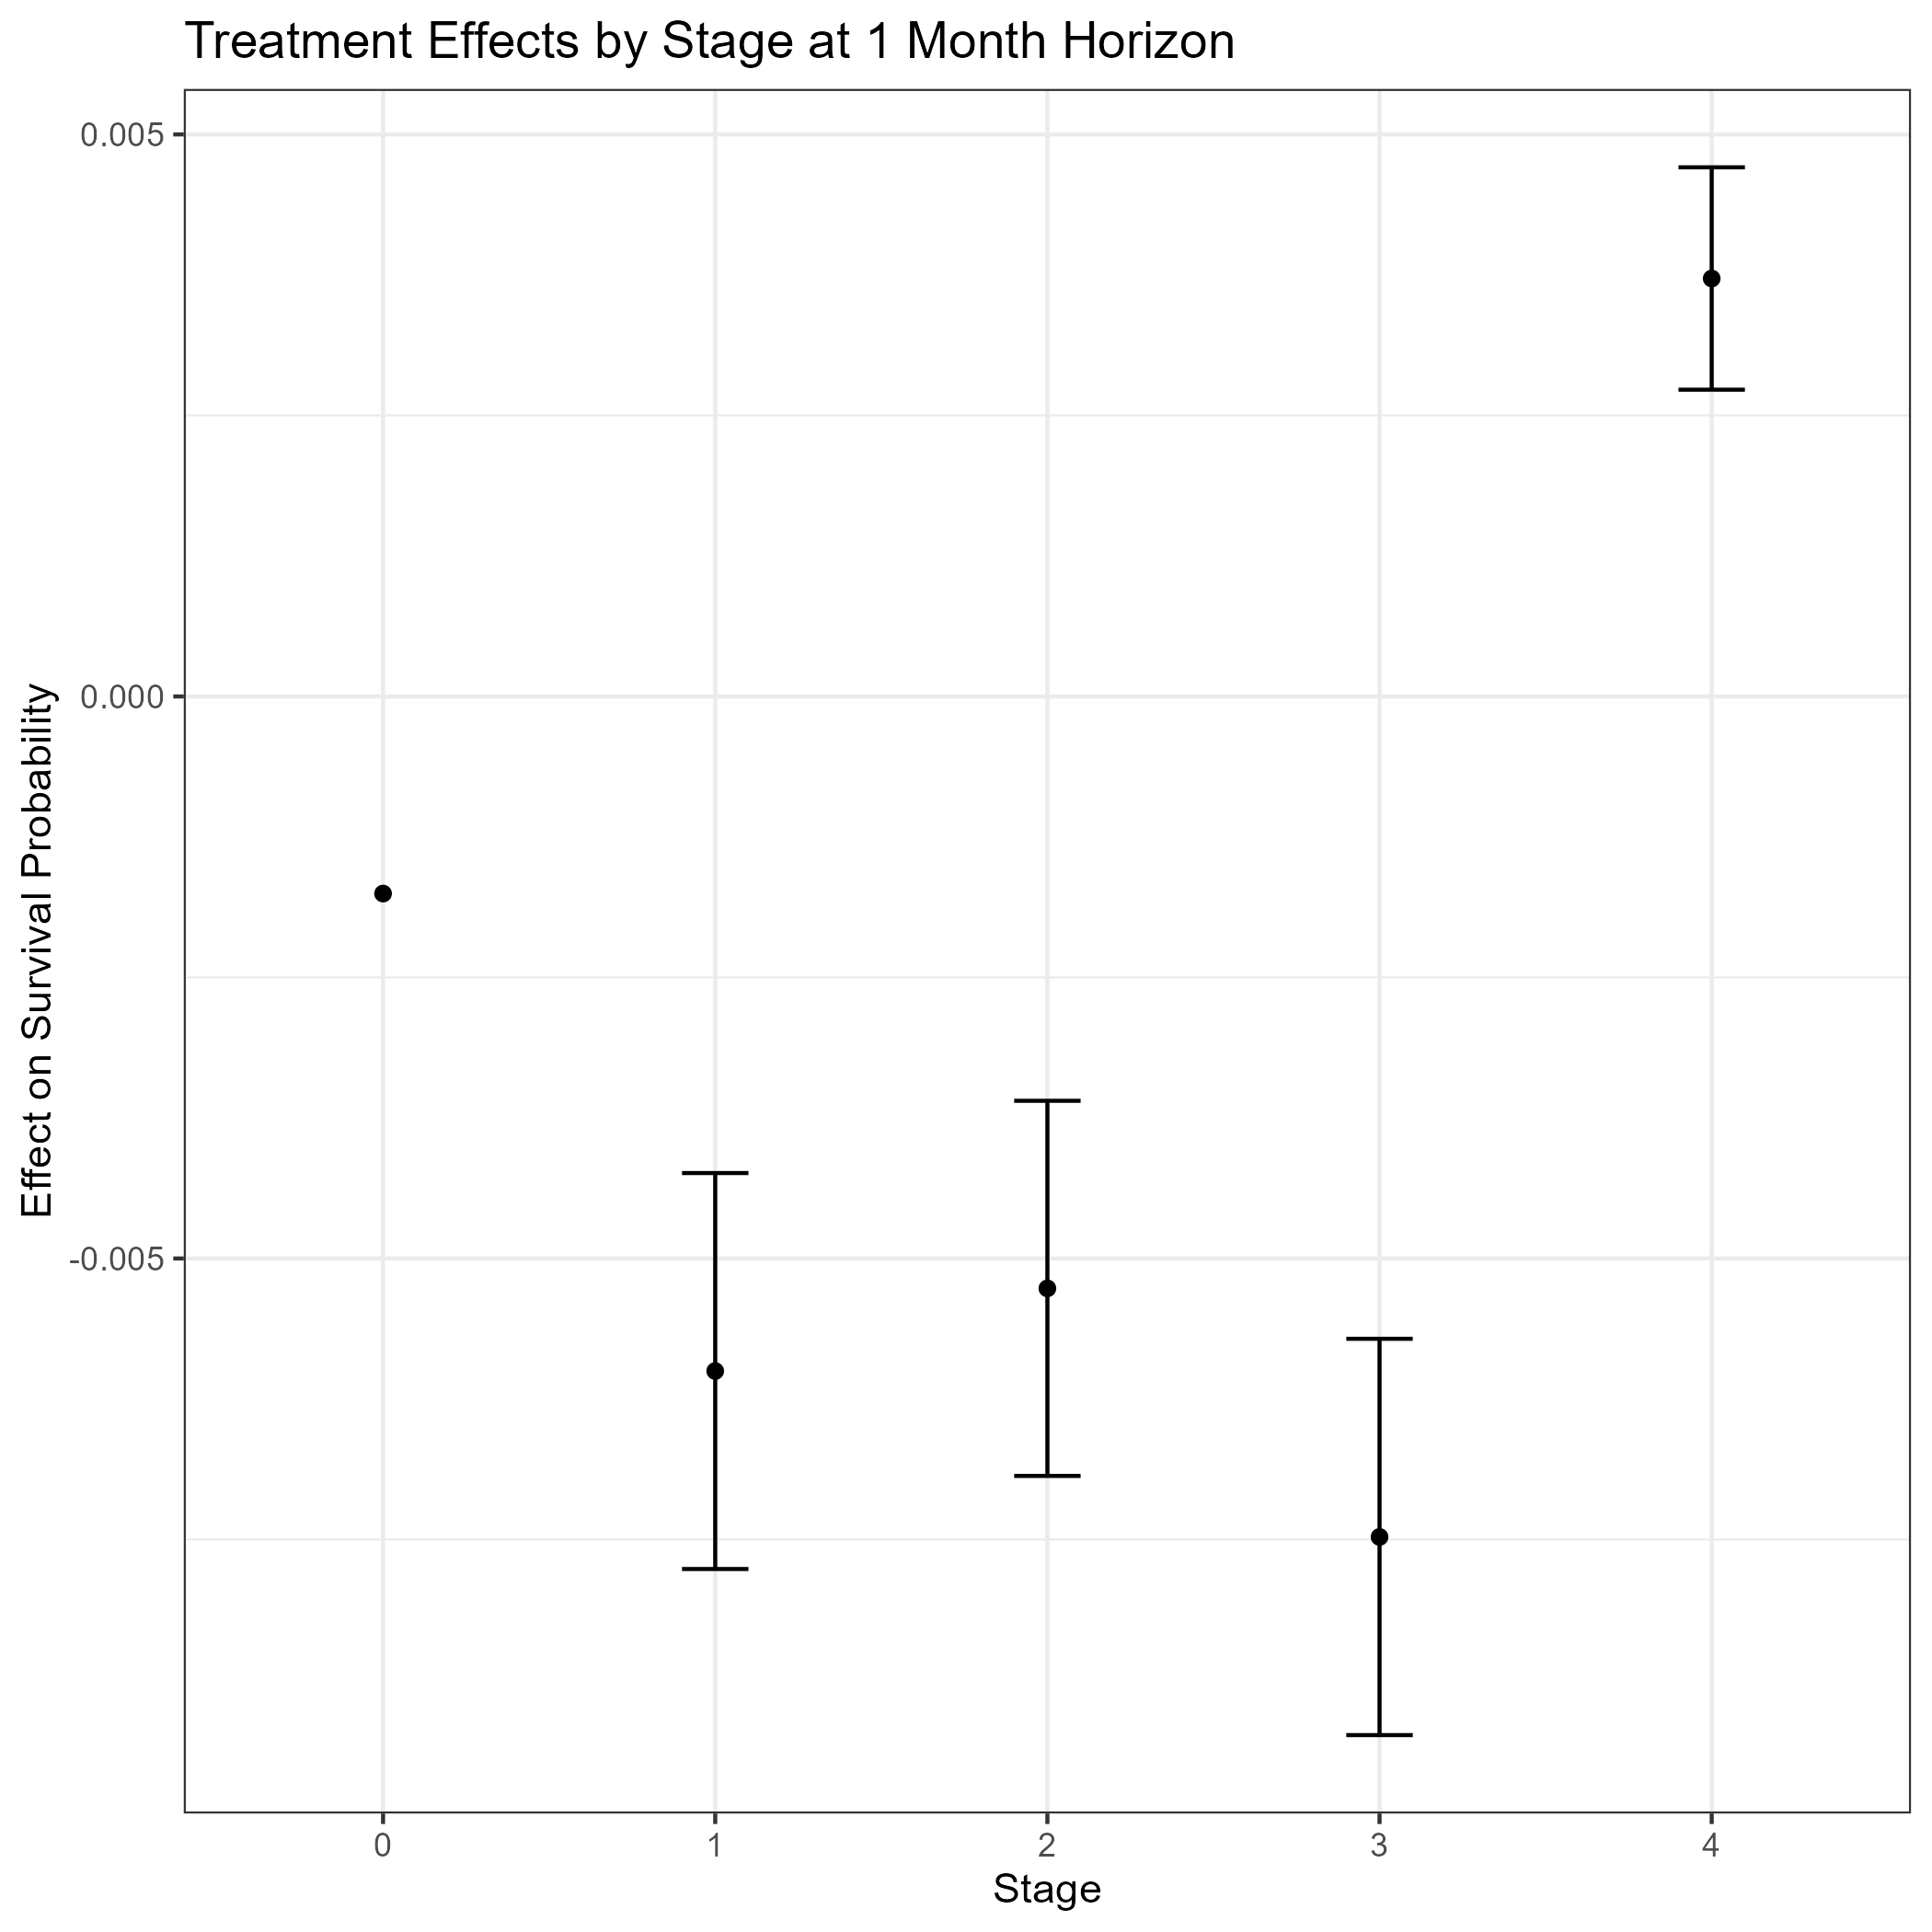 Treatment Effects by Stage at 1 Month Horizon
Effect on Survival Probability
0.005
0.000
-0.005
0 1 2 3 4
Stage